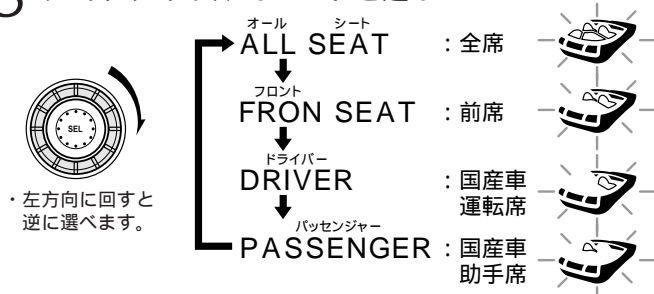 オール シート
ALL SEAT :全席
フロント
FRON SEAT :前席
SEL
ドライバー
DRIVER :国産車
運転席
・左方向に回すと
逆に選べます。
パッセンジャー
PASSENGER :国産車
助手席